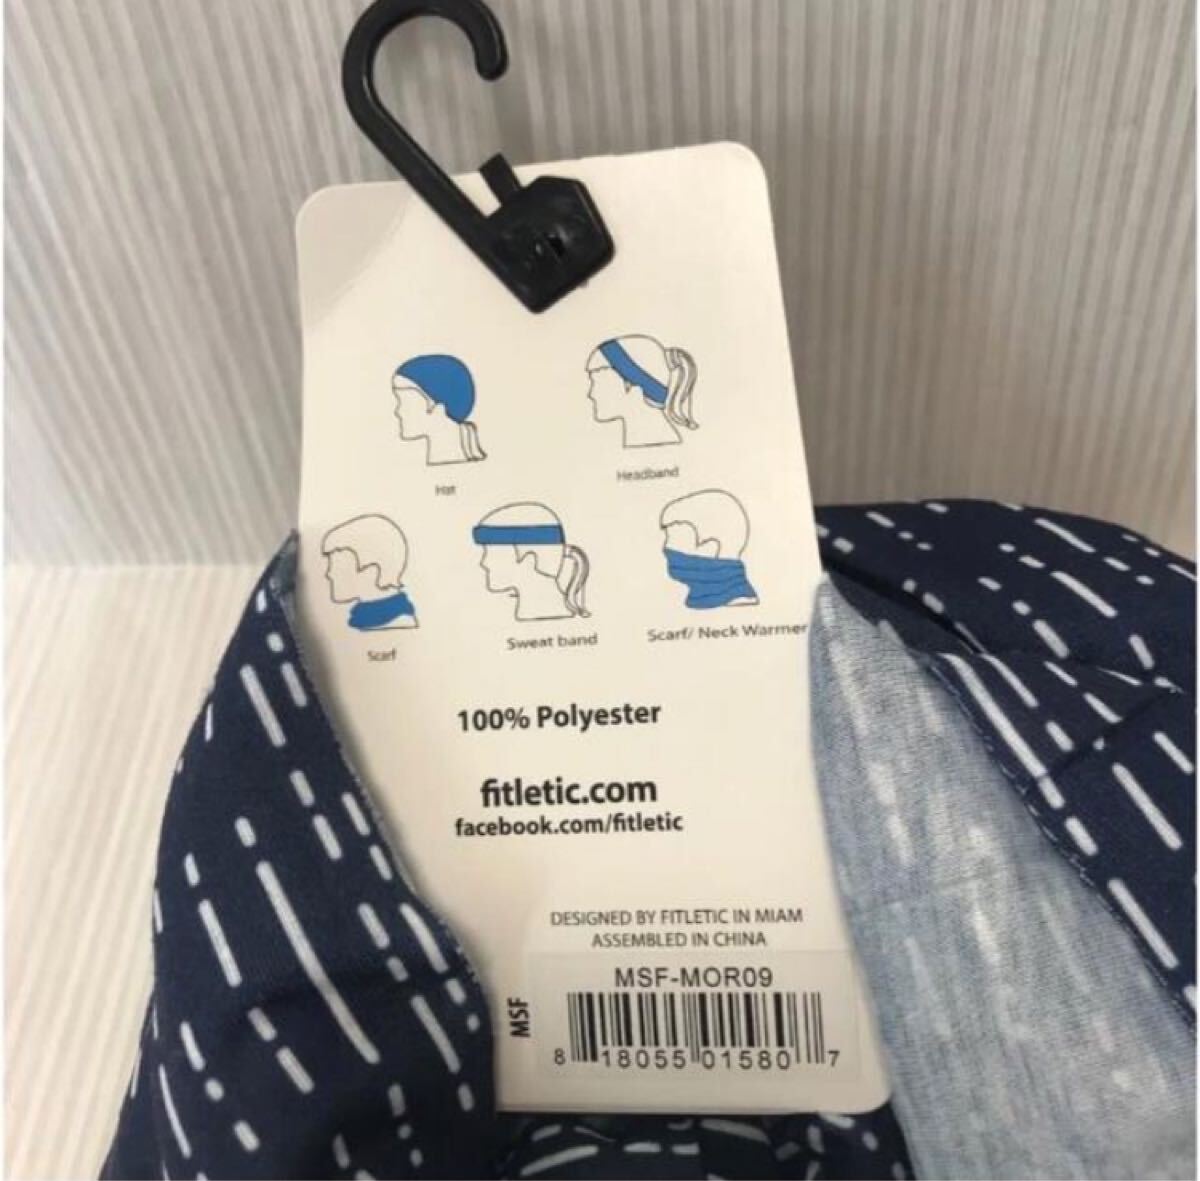 Hat
Headband
Scarf
Sweat band
Scarf/ Neck Warmer
100% Polyester
fitletic.com
facebook.com/fitletic
DESIGNED BY FITLETIC IN MIAM
ASSEMBLED IN CHINA
MSF-MOR09
MSF
8 18055 01580 7